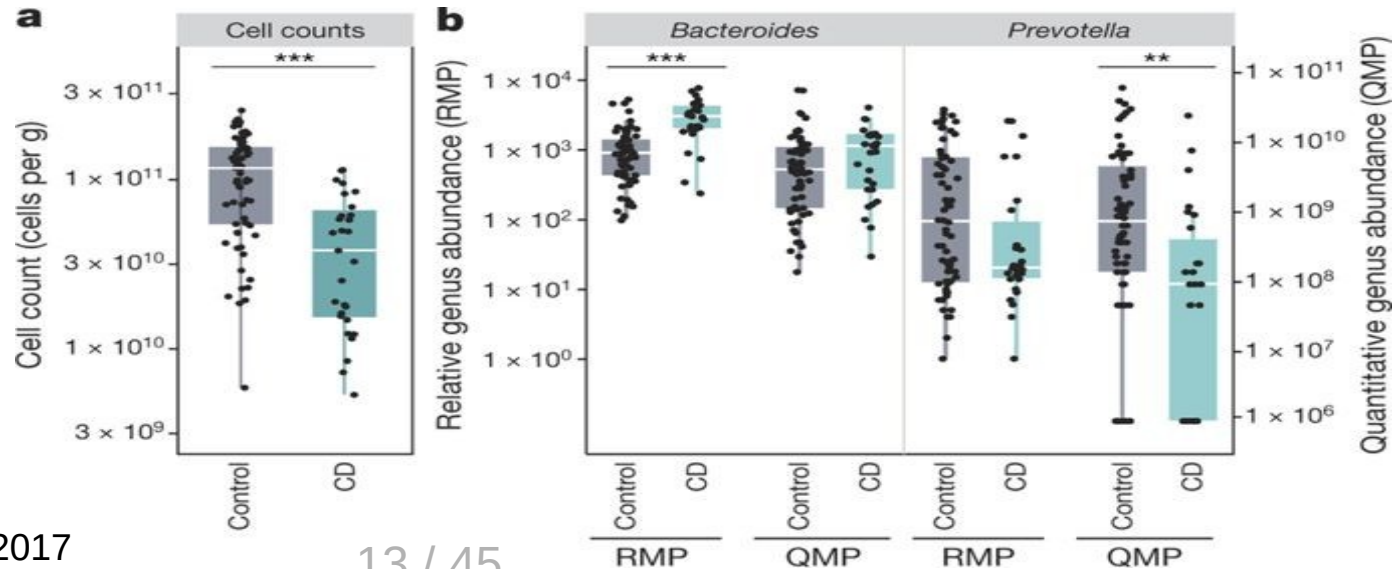 a
Cell counts
***
Cell count (cells per g)
3 × 10¹¹
1 × 10¹¹
3 × 10¹⁰
1 × 10¹⁰
3 × 10⁹
Control
CD
b
Bacteroides
Prevotella
***
**
Relative genus abundance (RMP)
1 × 10⁴
1 × 10³
1 × 10²
1 × 10¹
1 × 10⁰
1 × 10¹¹
1 × 10¹⁰
1 × 10⁹
1 × 10⁸
1 × 10⁷
1 × 10⁶
Quantitative genus abundance (QMP)
Control CD Control CD Control CD Control CD
RMP QMP RMP QMP
2017
13 / 45